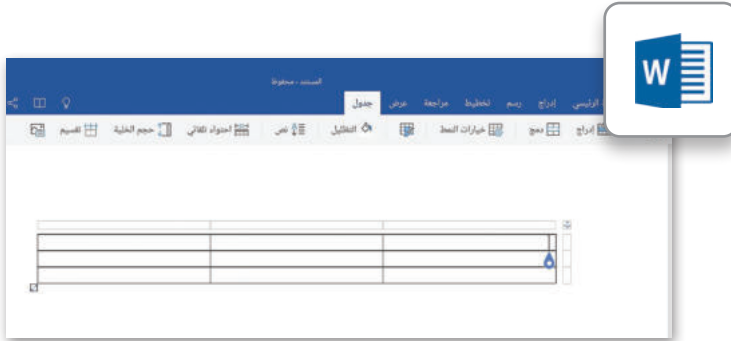 المستند - محفوظ
الرئيسي إدراج رسم تخطيط مراجعة عرض جدول
إدراج دمج خيارات النمط التظليل نص احتواء تلقائي حجم الخلية تقسيم
W